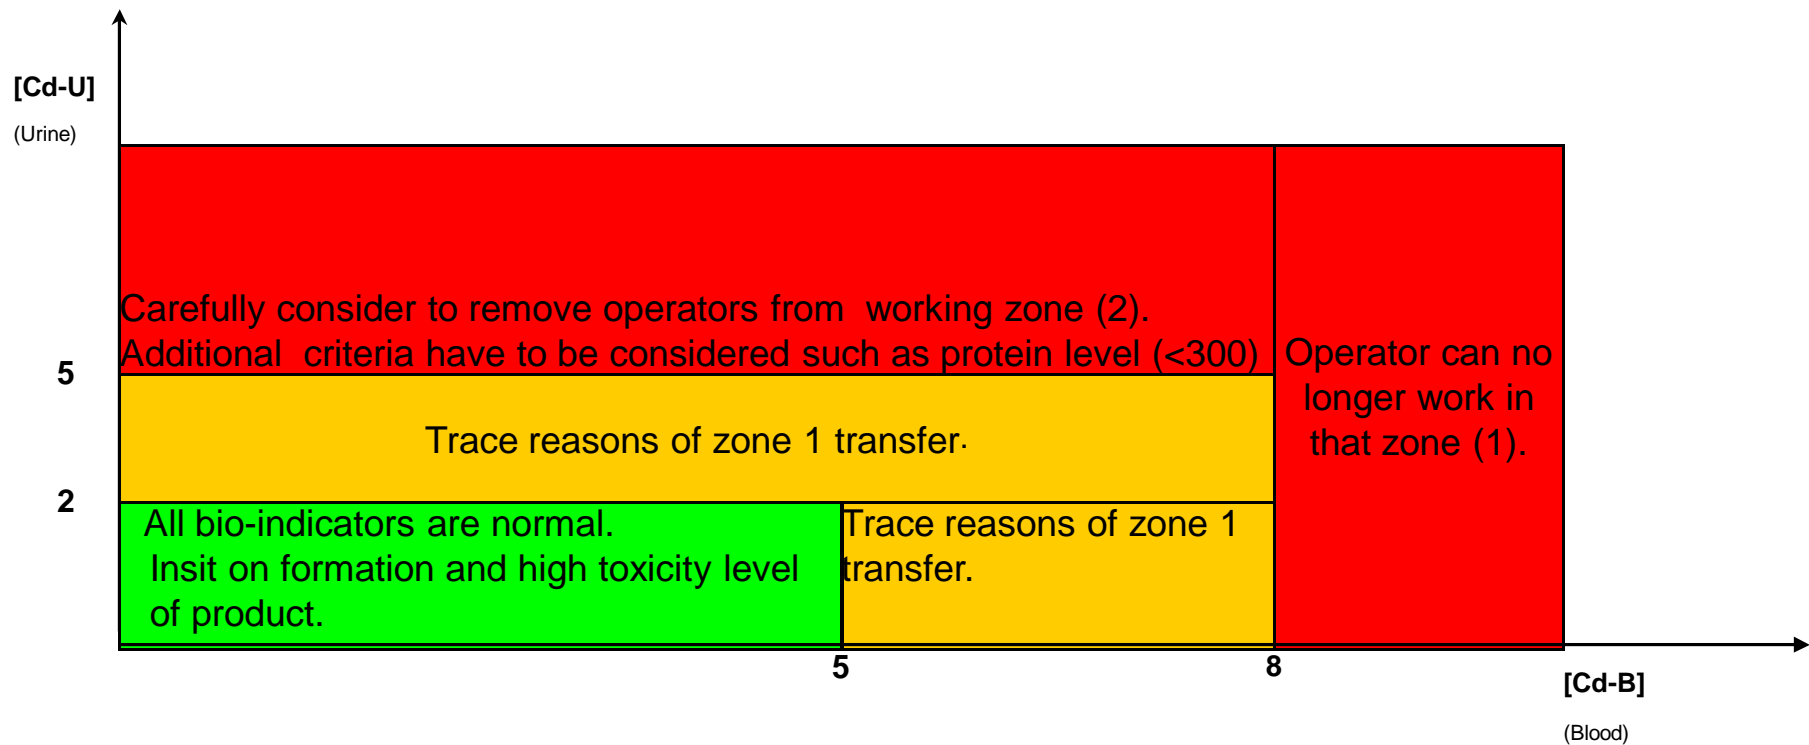 [Cd-U]
(Urine)
Carefully consider to remove operators from  working zone (2).
Additional  criteria have to be considered such as protein level (<300)
Operator can no
longer work in
that zone (1).
5
Trace reasons of zone 1 transfer.
2
All bio-indicators are normal.
Insit on formation and high toxicity level
of product.
Trace reasons of zone 1
transfer.
5
8
[Cd-B]
(Blood)